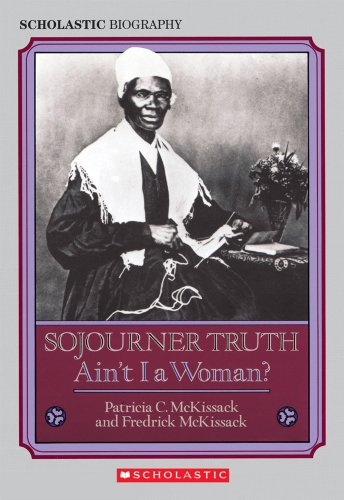 SCHOLASTIC BIOGRAPHY
SOJOURNER TRUTH
Ain't I a Woman?
Patricia C. McKissack
and Fredrick McKissack
SCHOLASTIC